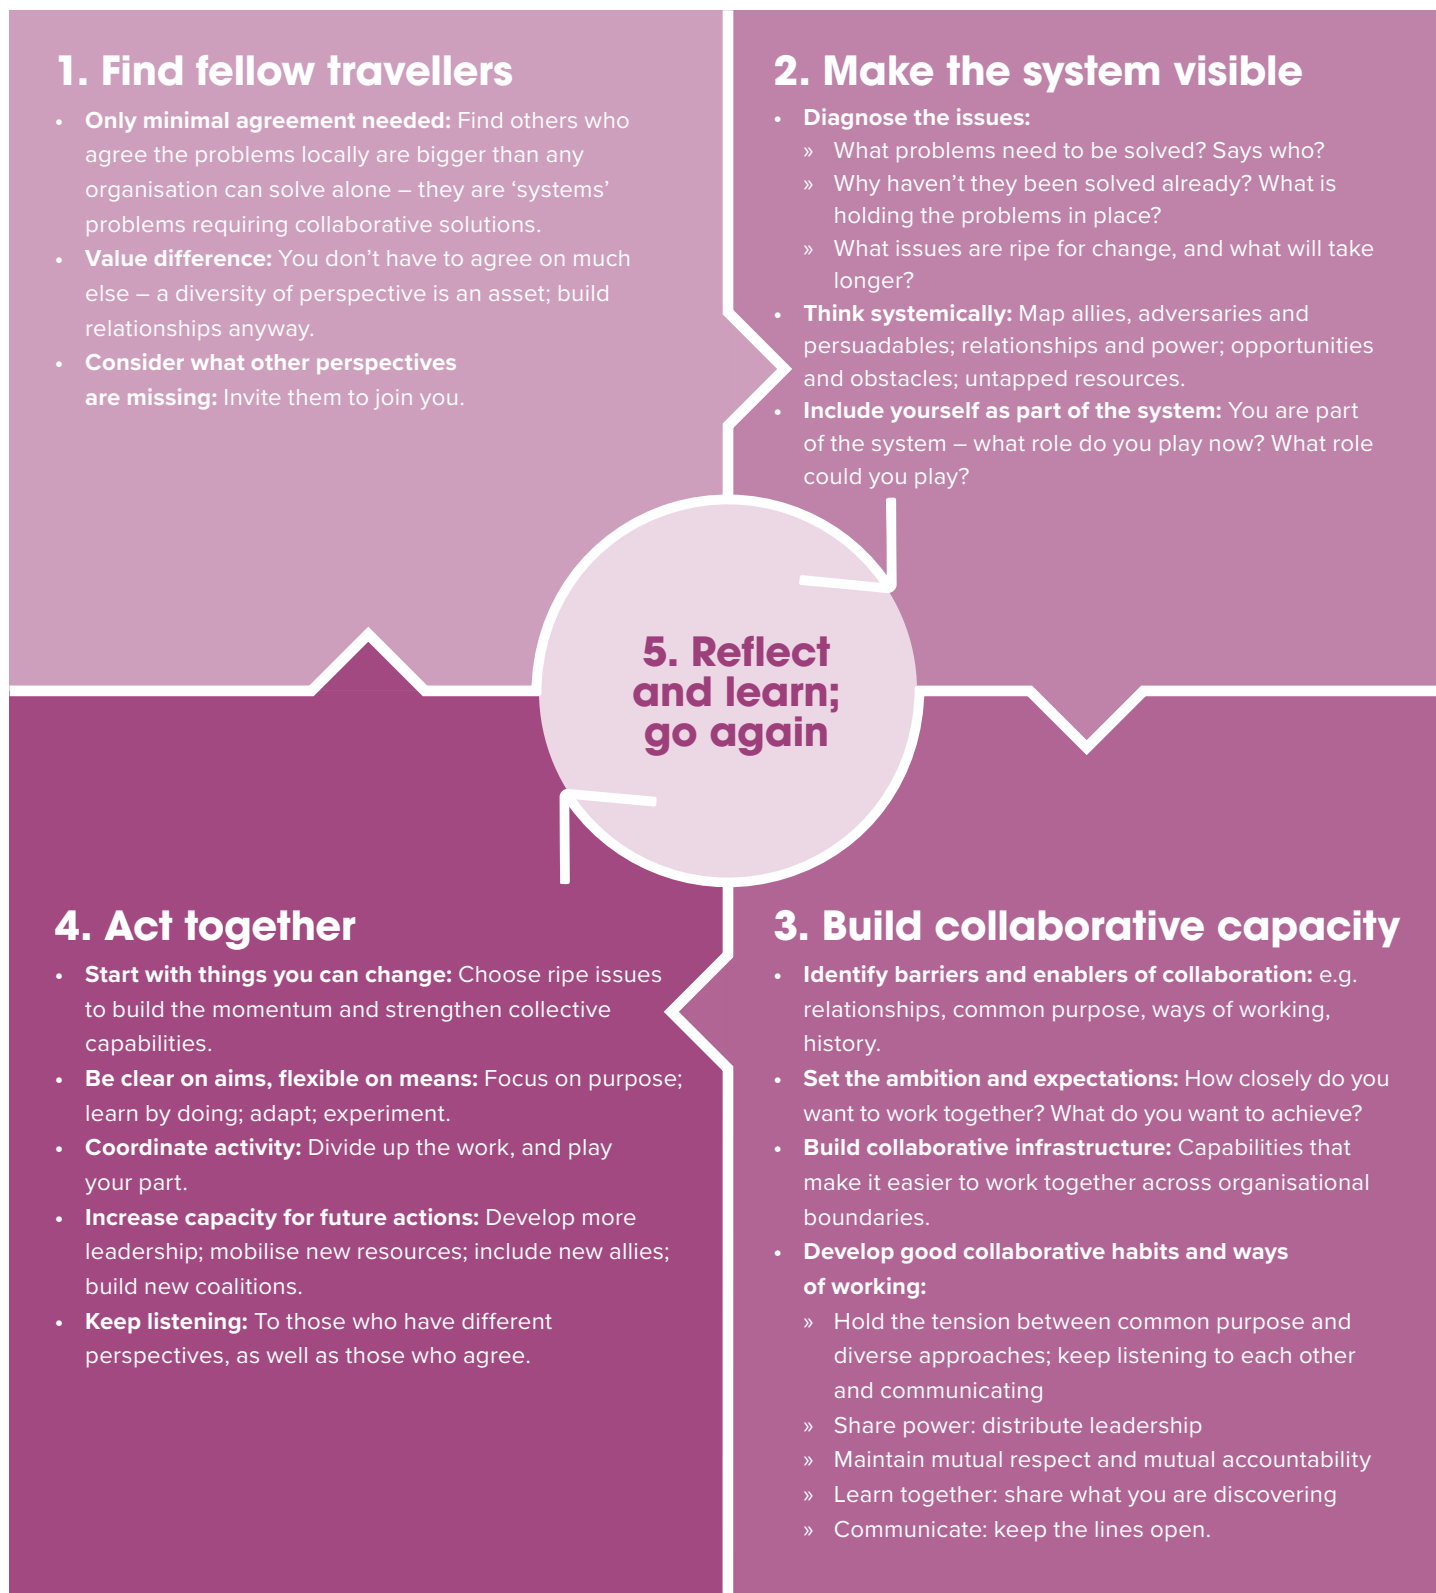 1. Find fellow travellers
• Only minimal agreement needed: Find others who
agree the problems locally are bigger than any
organisation can solve alone – they are ‘systems’
problems requiring collaborative solutions.
• Value difference: You don’t have to agree on much
else – a diversity of perspective is an asset; build
relationships anyway.
• Consider what other perspectives
are missing: Invite them to join you.
2. Make the system visible
• Diagnose the issues:
» What problems need to be solved? Says who?
» Why haven’t they been solved already? What is
holding the problems in place?
» What issues are ripe for change, and what will take
longer?
• Think systemically: Map allies, adversaries and
persuadables; relationships and power; opportunities
and obstacles; untapped resources.
• Include yourself as part of the system: You are part
of the system – what role do you play now? What role
could you play?
5. Reflect
and learn;
go again
4. Act together
• Start with things you can change: Choose ripe issues
to build the momentum and strengthen collective
capabilities.
• Be clear on aims, flexible on means: Focus on purpose;
learn by doing; adapt; experiment.
• Coordinate activity: Divide up the work, and play
your part.
• Increase capacity for future actions: Develop more
leadership; mobilise new resources; include new allies;
build new coalitions.
• Keep listening: To those who have different
perspectives, as well as those who agree.
3. Build collaborative capacity
• Identify barriers and enablers of collaboration: e.g.
relationships, common purpose, ways of working,
history.
• Set the ambition and expectations: How closely do you
want to work together? What do you want to achieve?
• Build collaborative infrastructure: Capabilities that
make it easier to work together across organisational
boundaries.
• Develop good collaborative habits and ways
of working:
» Hold the tension between common purpose and
diverse approaches; keep listening to each other
and communicating
» Share power: distribute leadership
» Maintain mutual respect and mutual accountability
» Learn together: share what you are discovering
» Communicate: keep the lines open.